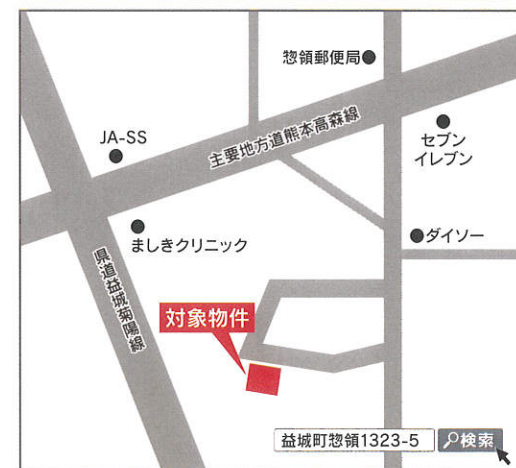 惣領郵便局
セブン
イレブン
JA-SS
主要地方道熊本高森線
ましきクリニック
ダイソー
県道益城菊陽線
対象物件
益城町惣領1323-5
検索